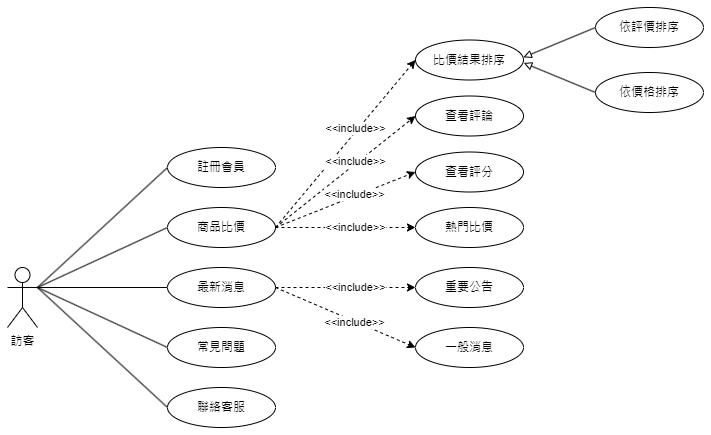 依評價排序
比價結果排序
依價格排序
查看評論
<<include>>
註冊會員
<<include>>
查看評分
<<include>>
商品比價
<<include>>
熱門比價
最新消息
<<include>>
重要公告
<<include>>
訪客
常見問題
一般消息
聯絡客服